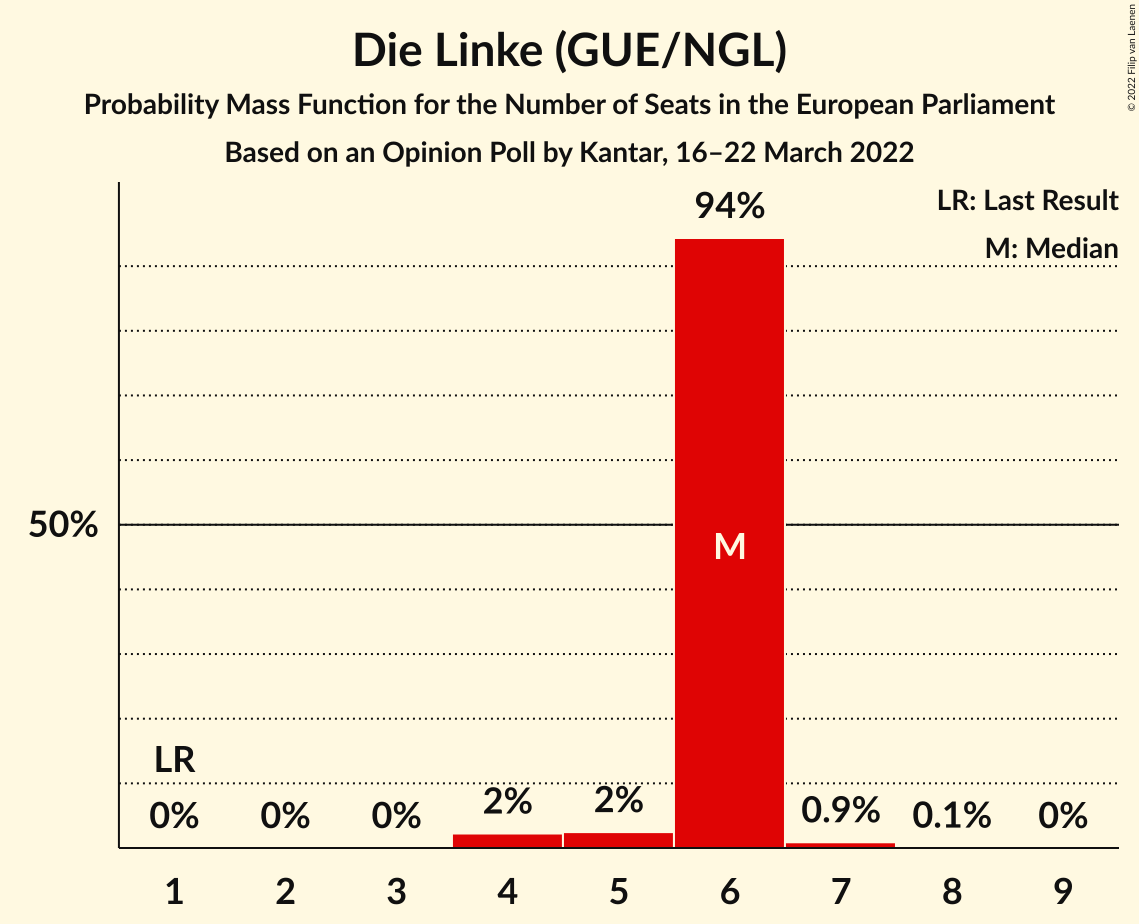 Die Linke (GUE/NGL)
Probability Mass Function for the Number of Seats in the European Parliament
Based on an Opinion Poll by Kantar, 16–22 March 2022
© 2022 Filip van Laenen
LR: Last Result
M: Median
94%
50%
M
LR
0%
0%
0%
2%
2%
0.9%
0.1%
0%
1 2 3 4 5 6 7 8 9